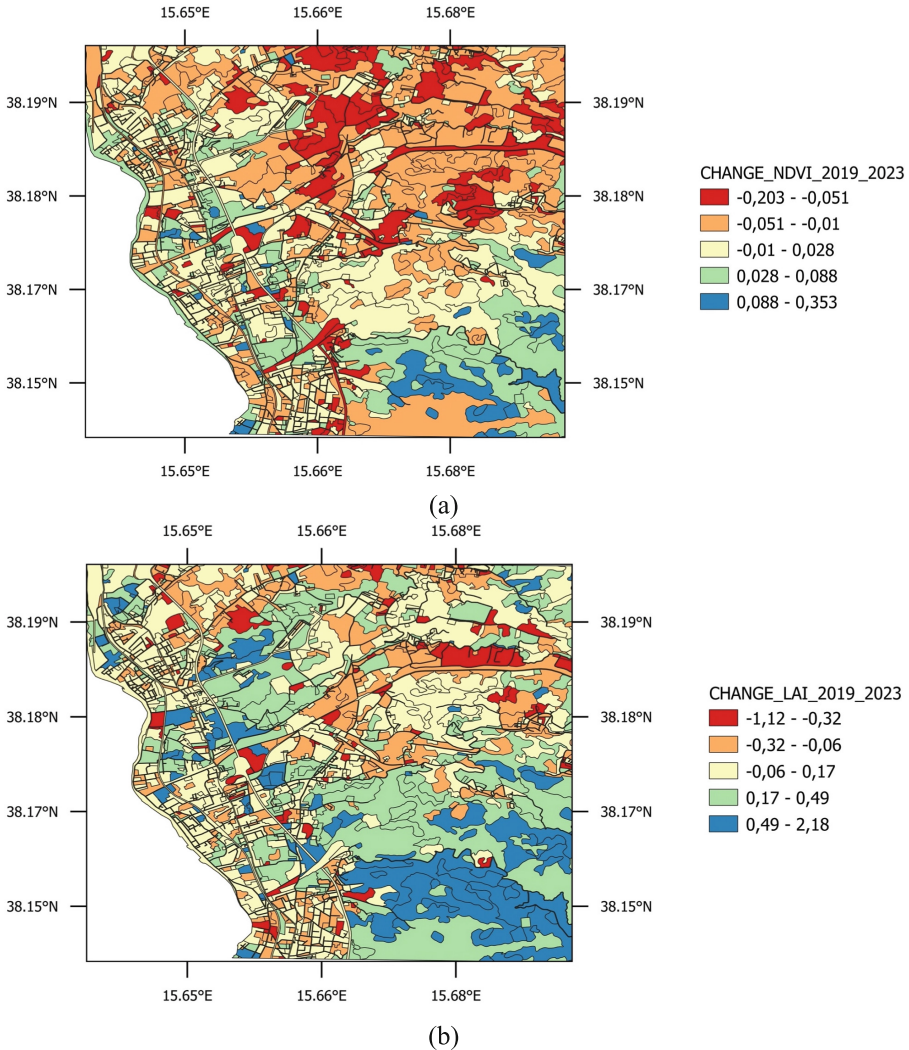 15.65°E 15.66°E 15.68°E
38.19°N 38.19°N
38.18°N 38.18°N
38.17°N 38.17°N
38.15°N 38.15°N
15.65°E 15.66°E 15.68°E
CHANGE_NDVI_2019_2023
-0,203 - -0,051
-0,051 - -0,01
-0,01 - 0,028
0,028 - 0,088
0,088 - 0,353
(a)
15.65°E 15.66°E 15.68°E
38.19°N 38.19°N
38.18°N 38.18°N
38.17°N 38.17°N
38.15°N 38.15°N
15.65°E 15.66°E 15.68°E
CHANGE_LAI_2019_2023
-1,12 - -0,32
-0,32 - -0,06
-0,06 - 0,17
0,17 - 0,49
0,49 - 2,18
(b)